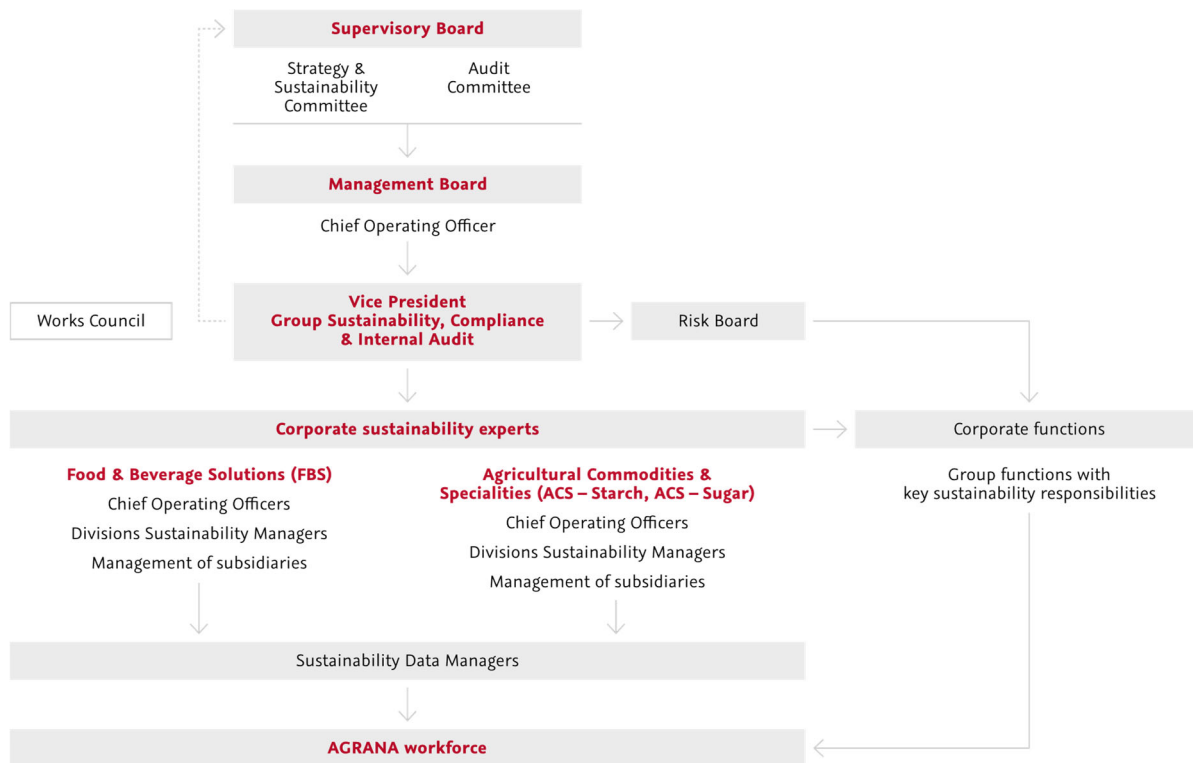 Supervisory Board
Strategy &
Sustainability
Committee
Audit
Committee
Management Board
Chief Operating Officer
Works Council
Vice President
Group Sustainability, Compliance
& Internal Audit
Risk Board
Corporate sustainability experts
Corporate functions
Food & Beverage Solutions (FBS)
Chief Operating Officers
Divisions Sustainability Managers
Management of subsidiaries
Agricultural Commodities &
Specialities (ACS – Starch, ACS – Sugar)
Chief Operating Officers
Divisions Sustainability Managers
Management of subsidiaries
Group functions with
key sustainability responsibilities
Sustainability Data Managers
AGRANA workforce